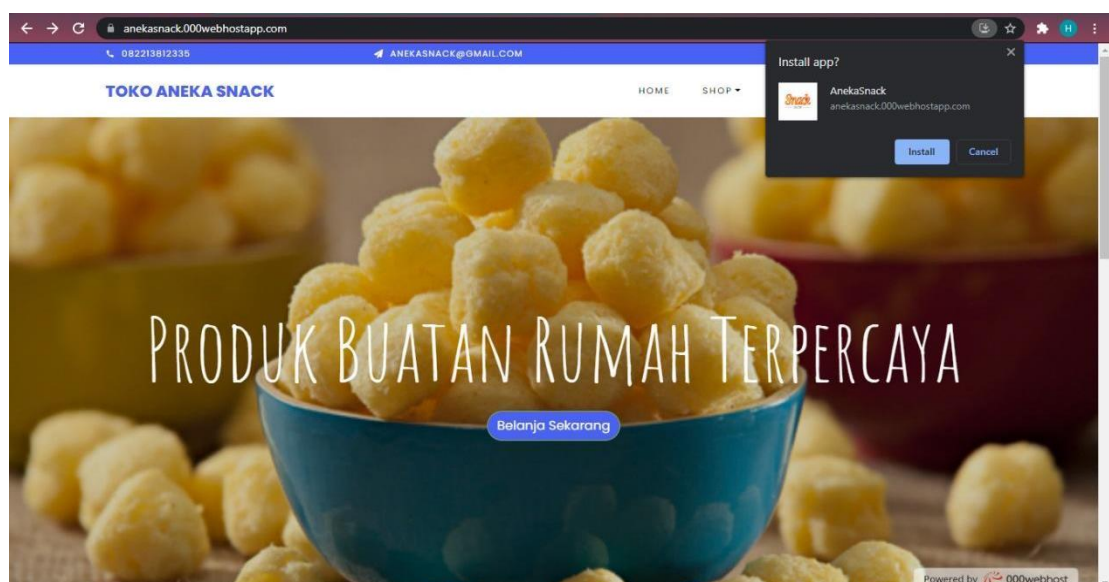 anekasnack.000webhostapp.com
082213812335 ANEKASNACK@GMAIL.COM
Install app?
TOKO ANEKA SNACK HOME SHOP
Snack
AnekaSnack
anekasnack.000webhostapp.com
Install Cancel
H
PRODUK BUATAN RUMAH TERPERCAYA
Belanja Sekarang
Powered by 000webhost